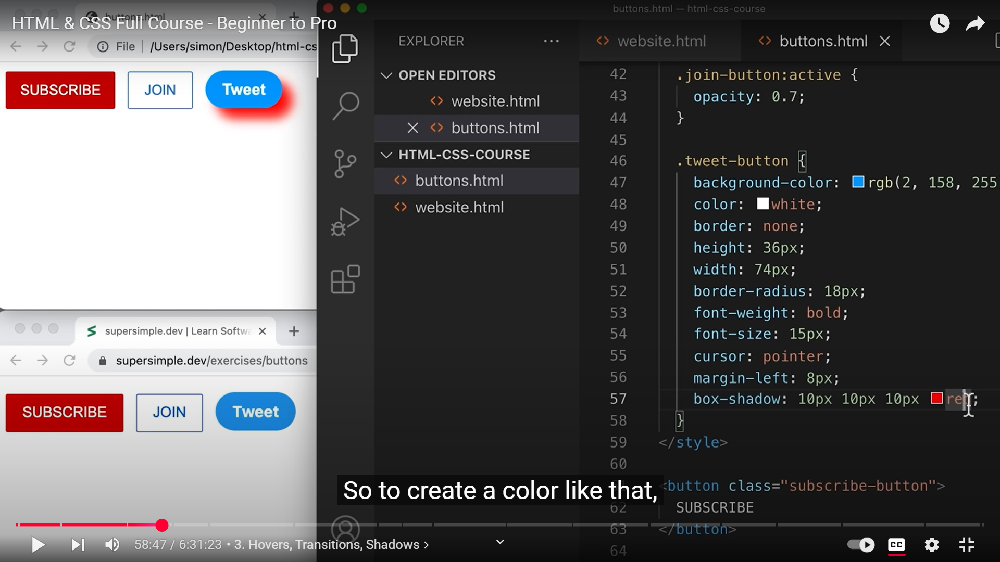 buttons.html — html-css-course
HTML & CSS Full Course - Beginner to Pro
File
/Users/simon/Desktop/html-cs
SUBSCRIBE
JOIN
Tweet
supersimple.dev | Learn Softwa
supersimple.dev/exercises/buttons
SUBSCRIBE
JOIN
Tweet
EXPLORER
OPEN EDITORS
website.html
buttons.html
HTML-CSS-COURSE
buttons.html
website.html
website.html
buttons.html
42 .join-button:active {
43 opacity: 0.7;
44 }
45
46 .tweet-button {
47 background-color: rgb(2, 158, 255
48 color: white;
49 border: none;
50 height: 36px;
51 width: 74px;
52 border-radius: 18px;
53 font-weight: bold;
54 font-size: 15px;
55 cursor: pointer;
56 margin-left: 8px;
57 box-shadow: 10px 10px 10px red;
58 }
59 </style>
60
<button class="subscribe-button">
62 SUBSCRIBE
63 </button>
64
So to create a color like that,
58:47 / 6:31:23 • 3. Hovers, Transitions, Shadows
CC